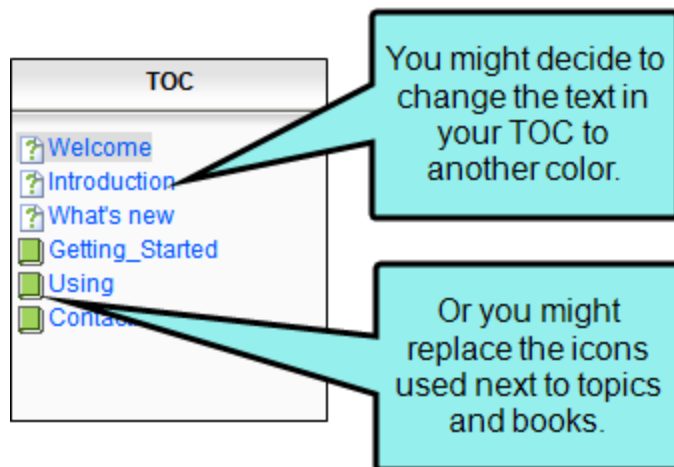 TOC
Welcome
Introduction
What's new
Getting_Started
Using
You might decide to
change the text in
your TOC to
another color.
Or you might
replace the icons
used next to topics
and books.